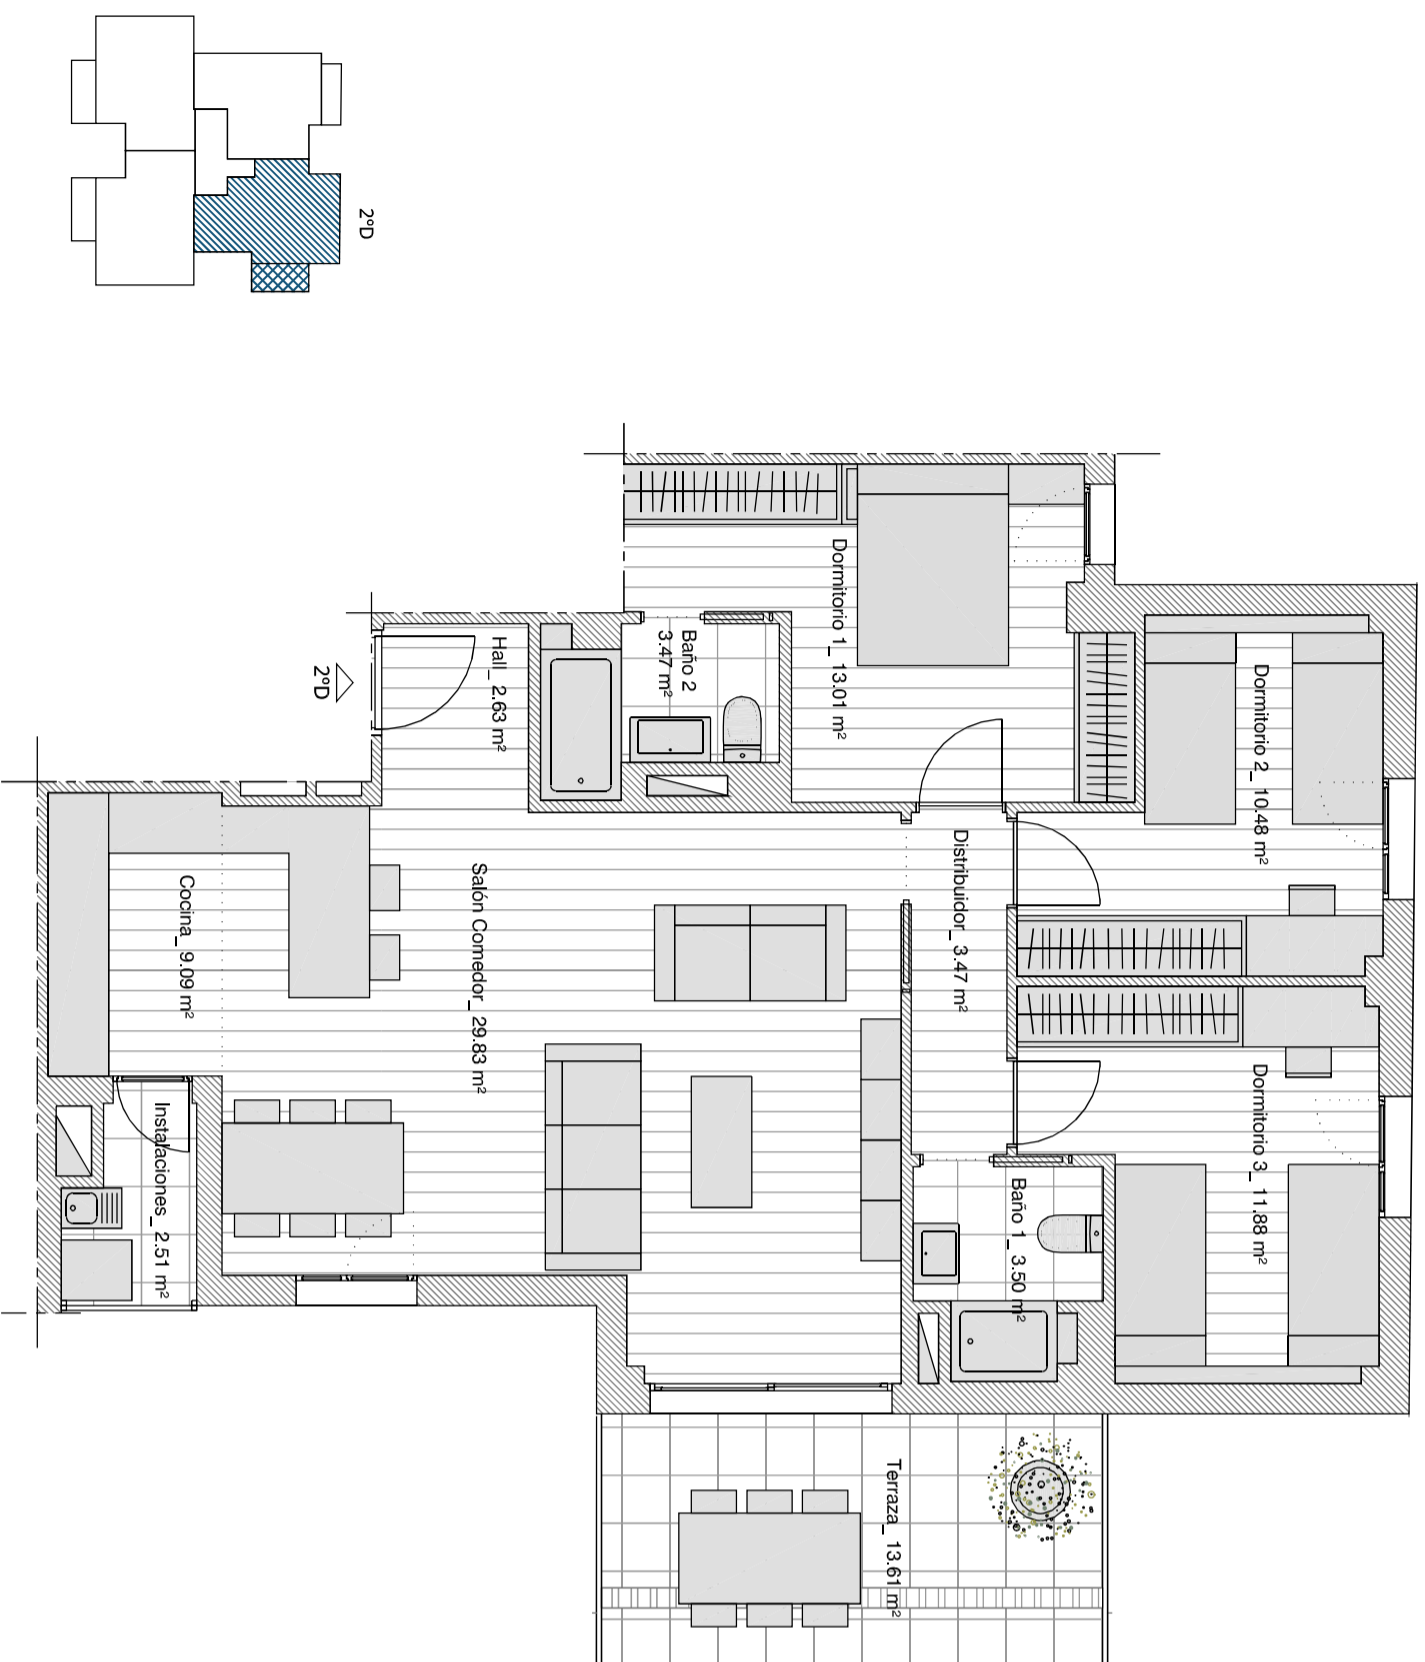 2ºD
Dormitorio 1_ 13.01 m²
Dormitorio 2_ 10.48 m²
Baño 2
3.47 m²
Hall_ 2.63 m²
2ºD
Distribuidor_ 3.47 m²
Salón Comedor_ 29.83 m²
Cocina_ 9.09 m²
Dormitorio 3_ 11.88 m²
Baño 1_ 3.50 m²
Instalaciones_ 2.51 m²
Terraza_ 13.61 m²